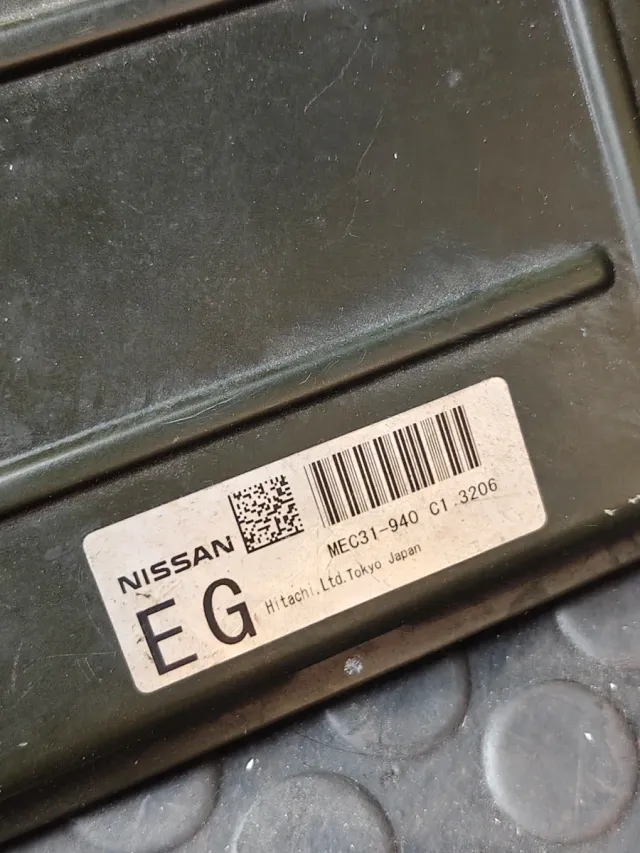 NISSAN
MEC31-940 C1 3206
EG
Hitachi,Ltd.Tokyo Japan